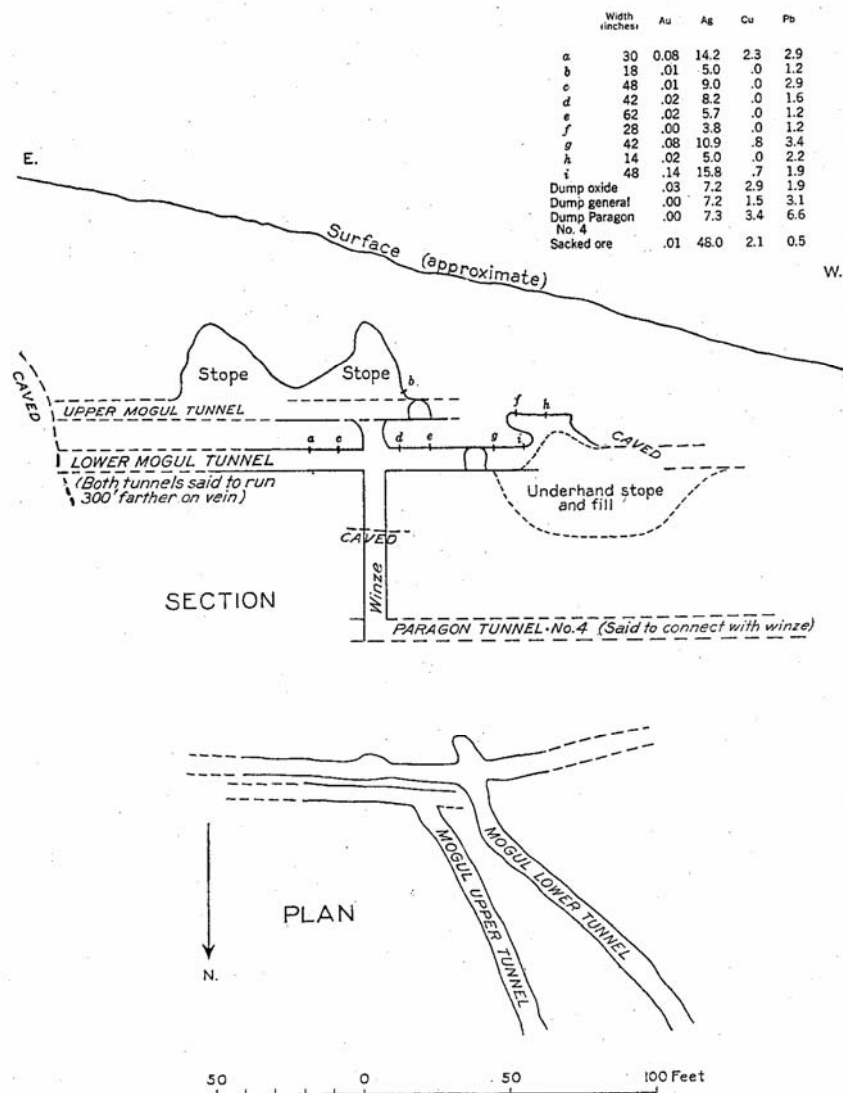 Width (inches) Au Ag Cu Pb
a 30 0.08 14.2 2.3 2.9
b 18 .01 5.0 .0 1.2
c 48 .01 9.0 .0 2.9
d 42 .02 8.2 .0 1.6
e 62 .02 5.7 .0 1.2
f 28 .00 3.8 .0 1.2
g 42 .08 10.9 .8 3.4
h 14 .02 5.0 .0 2.2
i 48 .14 15.8 .7 1.9
Dump oxide .03 7.2 2.9 1.9
Dump general .00 7.2 1.5 3.1
Dump Paragon .00 7.3 3.4 6.6
No. 4
Sacked ore .01 48.0 2.1 0.5
E.
W.
Surface (approximate)
Stope
Stope
b
CAVED
UPPER MOGUL TUNNEL
f h
a c d e g i
CAVED
LOWER MOGUL TUNNEL
(Both tunnels said to run
300' farther on vein)
Underhand stope
and fill
CAVED
Winze
SECTION
PARAGON TUNNEL·No.4 (Said to connect with winze)
MOGUL UPPER TUNNEL
MOGUL LOWER TUNNEL
PLAN
N.
50 0 50 100 Feet